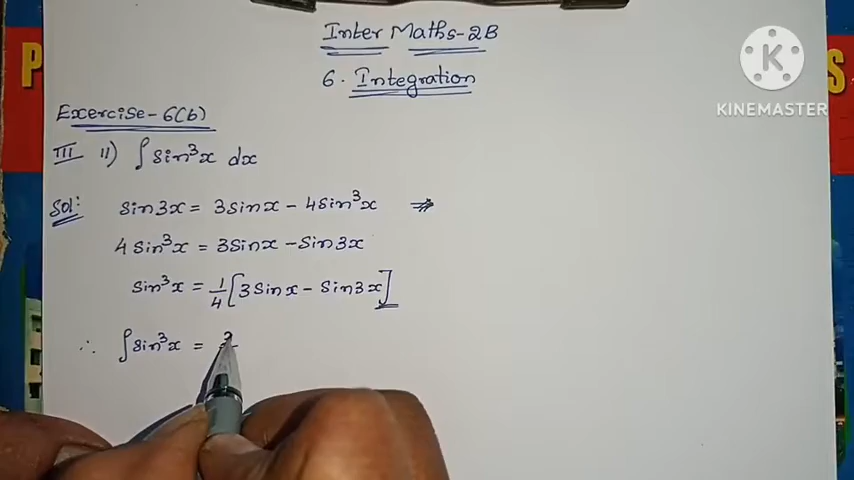 Inter Maths-2B
6. Integration
K
KINEMASTER
Exercise-6(b)
III 11) ∫ sin³x dx
Sol: sin3x = 3sinx - 4sin³x ⇒
4sin³x = 3sinx - sin3x
sin³x = 1/4 [3sinx - sin3x]
∴ ∫sin³x = 3